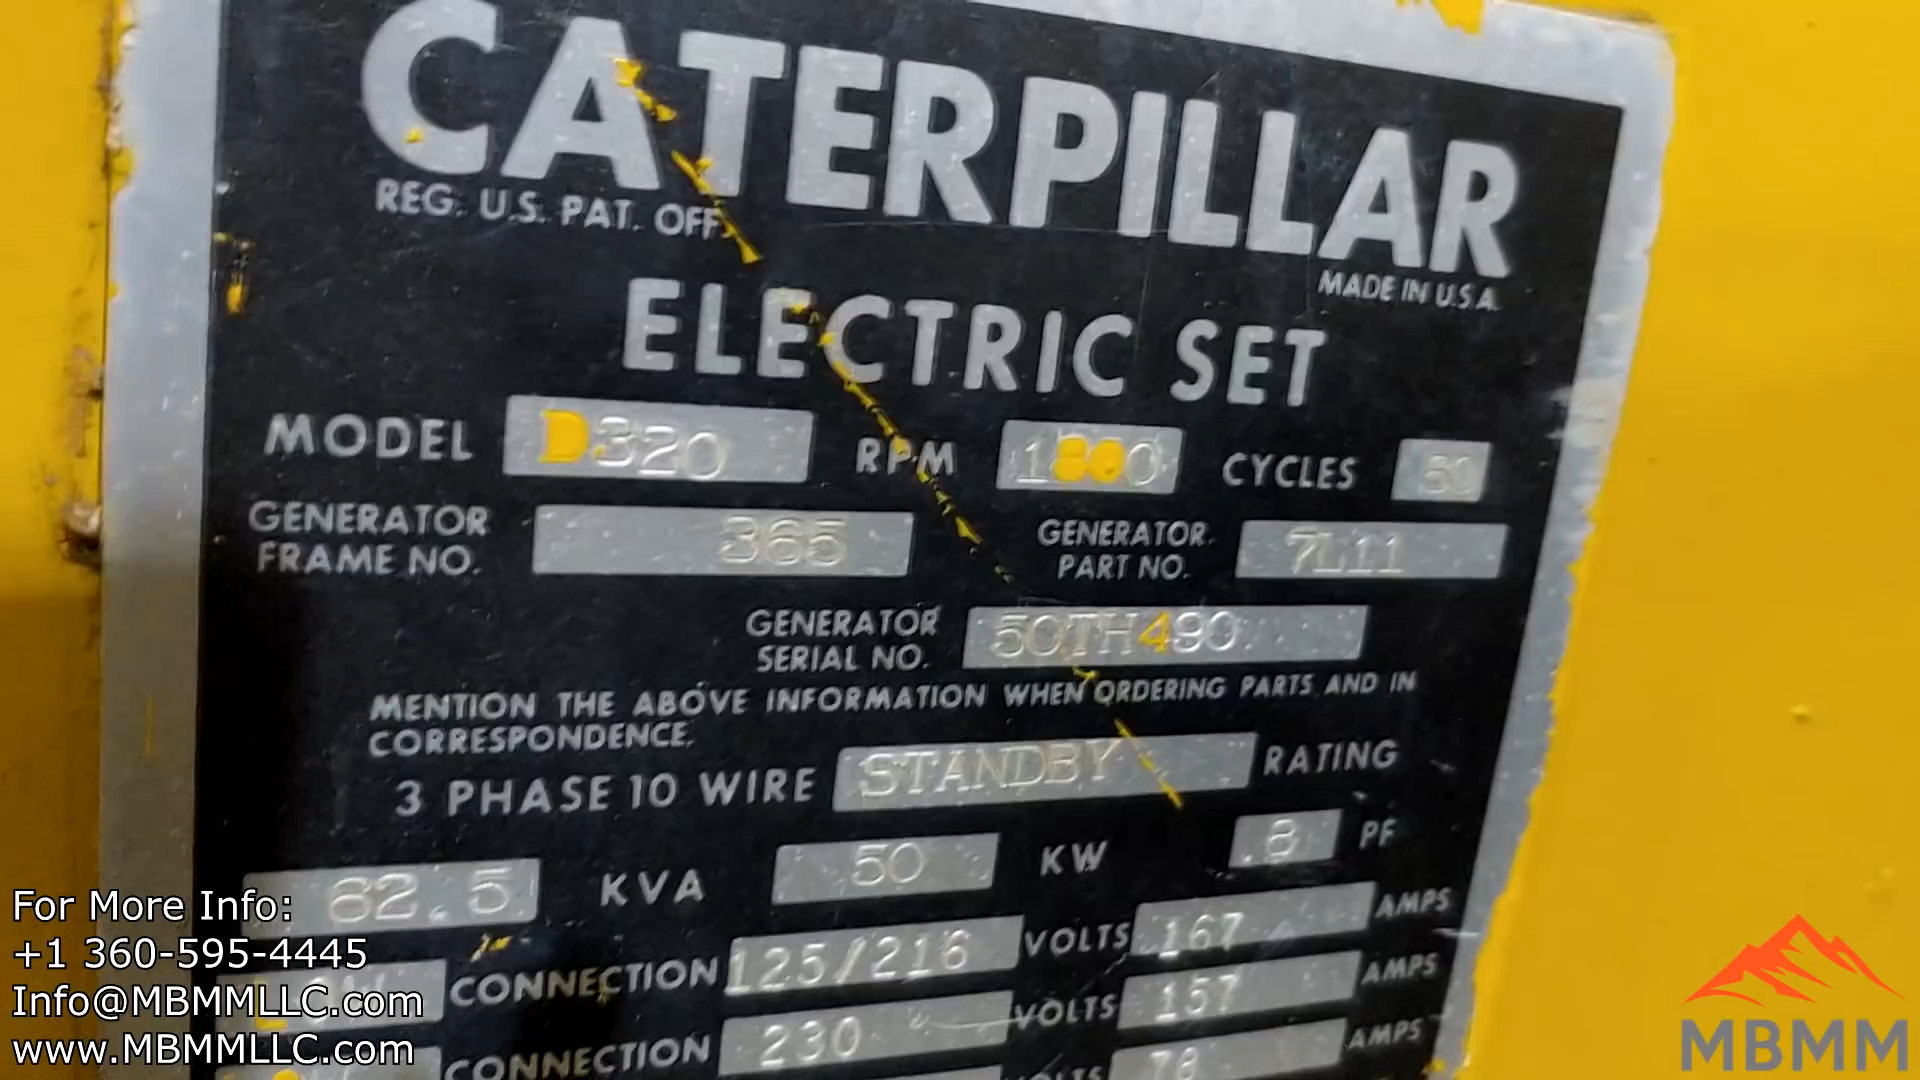 CATERPILLAR
REG. U.S. PAT. OFF.
MADE IN U.S.A.
ELECTRIC SET
MODEL D320 RPM 1800 CYCLES 60
GENERATOR FRAME NO. 365 GENERATOR PART NO. 7L11
GENERATOR SERIAL NO. 50TH490
MENTION THE ABOVE INFORMATION WHEN ORDERING PARTS AND IN
CORRESPONDENCE.
3 PHASE 10 WIRE STANDBY RATING
62.5 KVA 50 KW .8 PF
CONNECTION 125/216 VOLTS 167 AMPS
CONNECTION 230 VOLTS 157 AMPS
78 AMPS
For More Info:
+1 360-595-4445
Info@MBMMLLC.com
www.MBMMLLC.com
MBMM